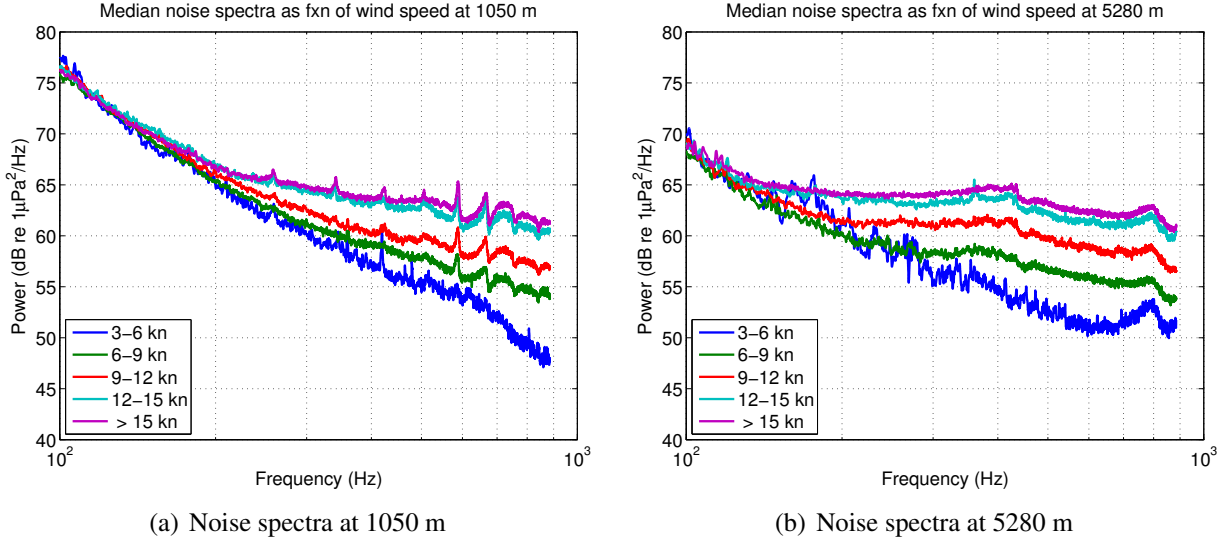 Median noise spectra as fxn of wind speed at 1050 m
80
75
70
65
60
55
50
45
40
Power (dB re 1µPa²/Hz)
3−6 kn
6−9 kn
9−12 kn
12−15 kn
> 15 kn
10²
10³
Frequency (Hz)
(a) Noise spectra at 1050 m
Median noise spectra as fxn of wind speed at 5280 m
80
75
70
65
60
55
50
45
40
Power (dB re 1µPa²/Hz)
3−6 kn
6−9 kn
9−12 kn
12−15 kn
> 15 kn
10²
10³
Frequency (Hz)
(b) Noise spectra at 5280 m